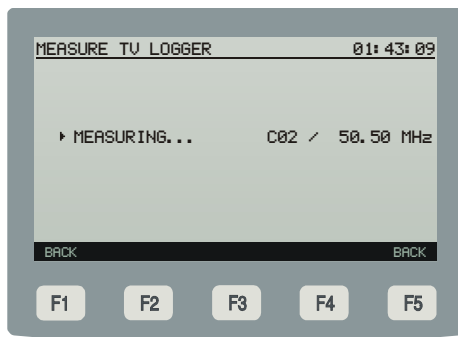 MEASURE TV LOGGER 01:43:09
MEASURING... C02 / 50.50 MHz
BACK BACK
F1 F2 F3 F4 F5